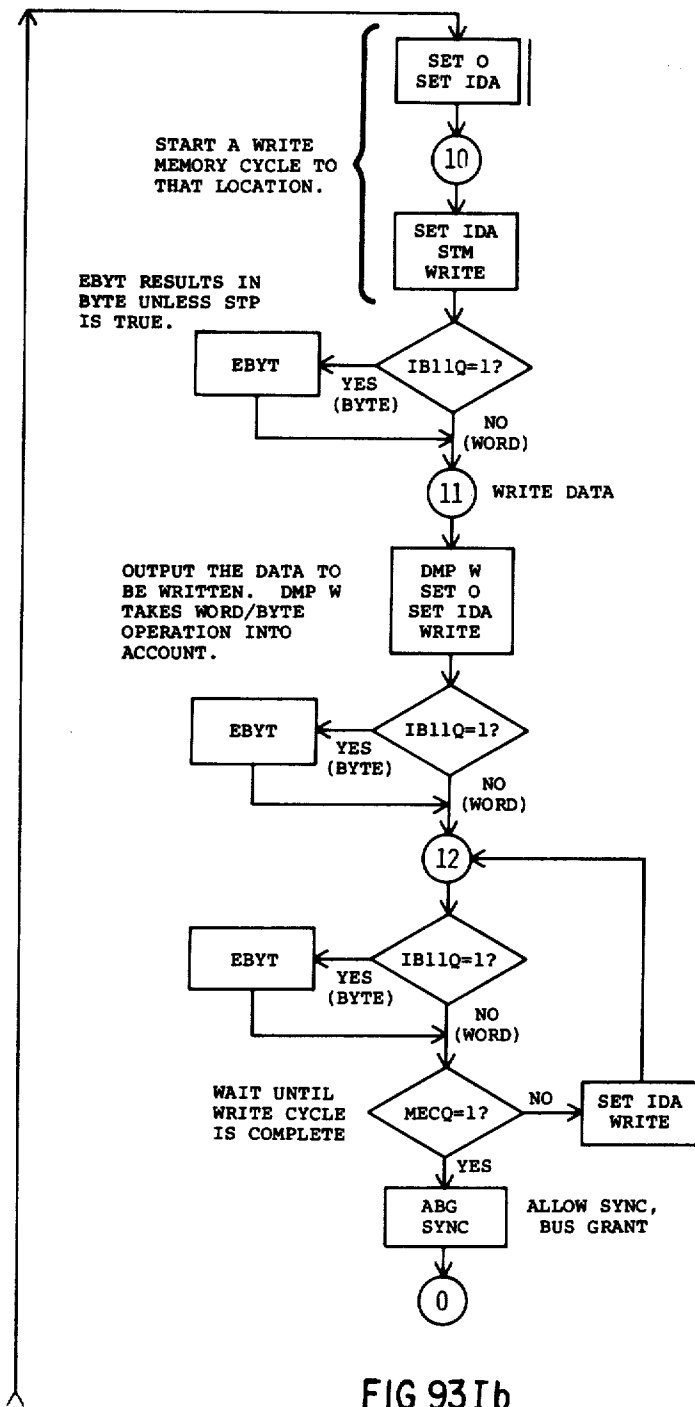 SET O
SET IDA
START A WRITE
MEMORY CYCLE TO
THAT LOCATION.
10
SET IDA
STM
WRITE
EBYT RESULTS IN
BYTE UNLESS STP
IS TRUE.
EBYT
YES
(BYTE)
IB11Q=1?
NO
(WORD)
11
WRITE DATA
OUTPUT THE DATA TO
BE WRITTEN. DMP W
TAKES WORD/BYTE
OPERATION INTO
ACCOUNT.
DMP W
SET O
SET IDA
WRITE
EBYT
YES
(BYTE)
IB11Q=1?
NO
(WORD)
12
EBYT
YES
(BYTE)
IB11Q=1?
NO
(WORD)
WAIT UNTIL
WRITE CYCLE
IS COMPLETE
MECQ=1?
NO
SET IDA
WRITE
YES
ABG
SYNC
ALLOW SYNC,
BUS GRANT
0
FIG 93Ib